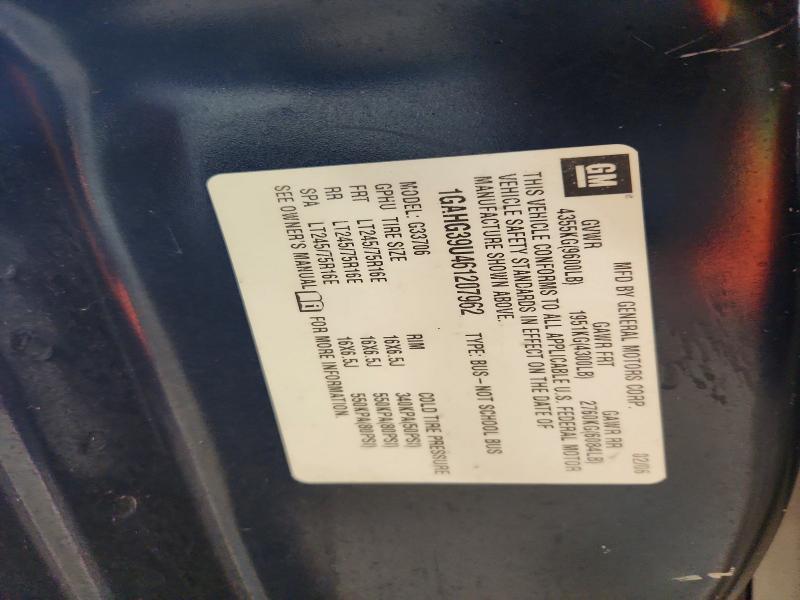 GM
©
MFD BY GENERAL MOTORS CORP. 02/06
GVWR GAWR FRT GAWR RR
4355KG(9600LB) 1951KG(4300LB) 2760KG(6084LB)
THIS VEHICLE CONFORMS TO ALL APPLICABLE U.S. FEDERAL MOTOR
VEHICLE SAFETY STANDARDS IN EFFECT ON THE DATE OF
MANUFACTURE SHOWN ABOVE.
1GAHG39U461207962 TYPE: BUS-NOT SCHOOL BUS
MODEL: G33706
GPHU TIRE SIZE RIM COLD TIRE PRESSURE
FRT LT245/75R16E 16X6.5J 340KPA(50PSI)
RR LT245/75R16E 16X6.5J 550KPA(80PSI)
SPA LT245/75R16E 16X6.5J 550KPA(80PSI)
SEE OWNER'S MANUAL i FOR MORE INFORMATION.